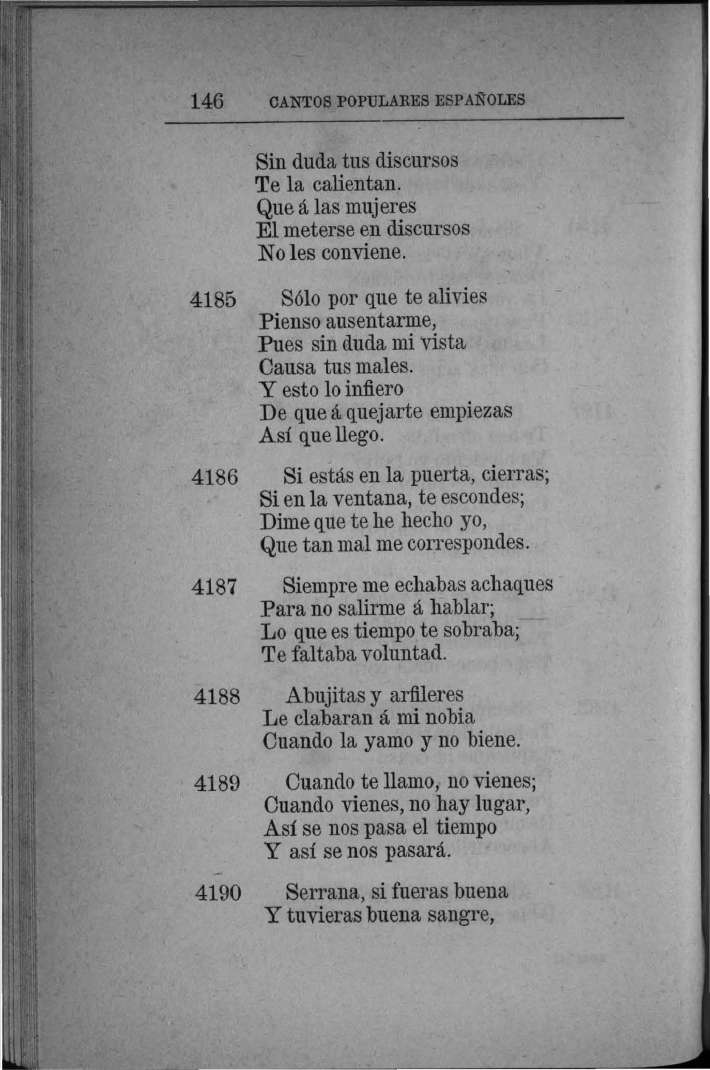 146 CANTOS POPULARES ESPAÑOLES
Sin duda tus discursos
Te la calientan.
Que á las mujeres
El meterse en discursos
No les conviene.
4185 Sólo por que te alivies
Pienso ausentarme,
Pues sin duda mi vista
Causa tus males.
Y esto lo infiero
De que á quejarte empiezas
Así que llego.
4186 Si estás en la puerta, cierras;
Si en la ventana, te escondes;
Dime que te he hecho yo,
Que tan mal me correspondes.
4187 Siempre me echabas achaques
Para no salirme á hablar;
Lo que es tiempo te sobraba;
Te faltaba voluntad.
4188 Abujitas y arfileres
Le clabaran á mi nobia
Cuando la yamo y no biene.
4189 Cuando te llamo, no vienes;
Cuando vienes, no hay lugar,
Así se nos pasa el tiempo
Y así se nos pasará.
4190 Serrana, si fueras buena
Y tuvieras buena sangre,